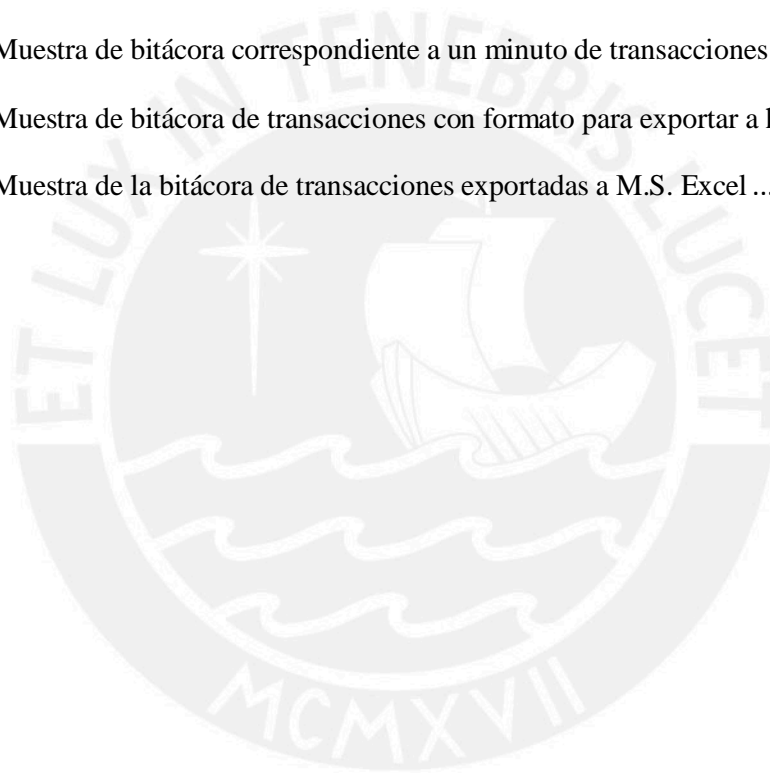 Muestra de bitácora correspondiente a un minuto de transacciones
Muestra de bitácora de transacciones con formato para exportar a
Muestra de la bitácora de transacciones exportadas a M.S. Excel ...
ET LUX IN TENEBRIS LUCET
MCMXVII